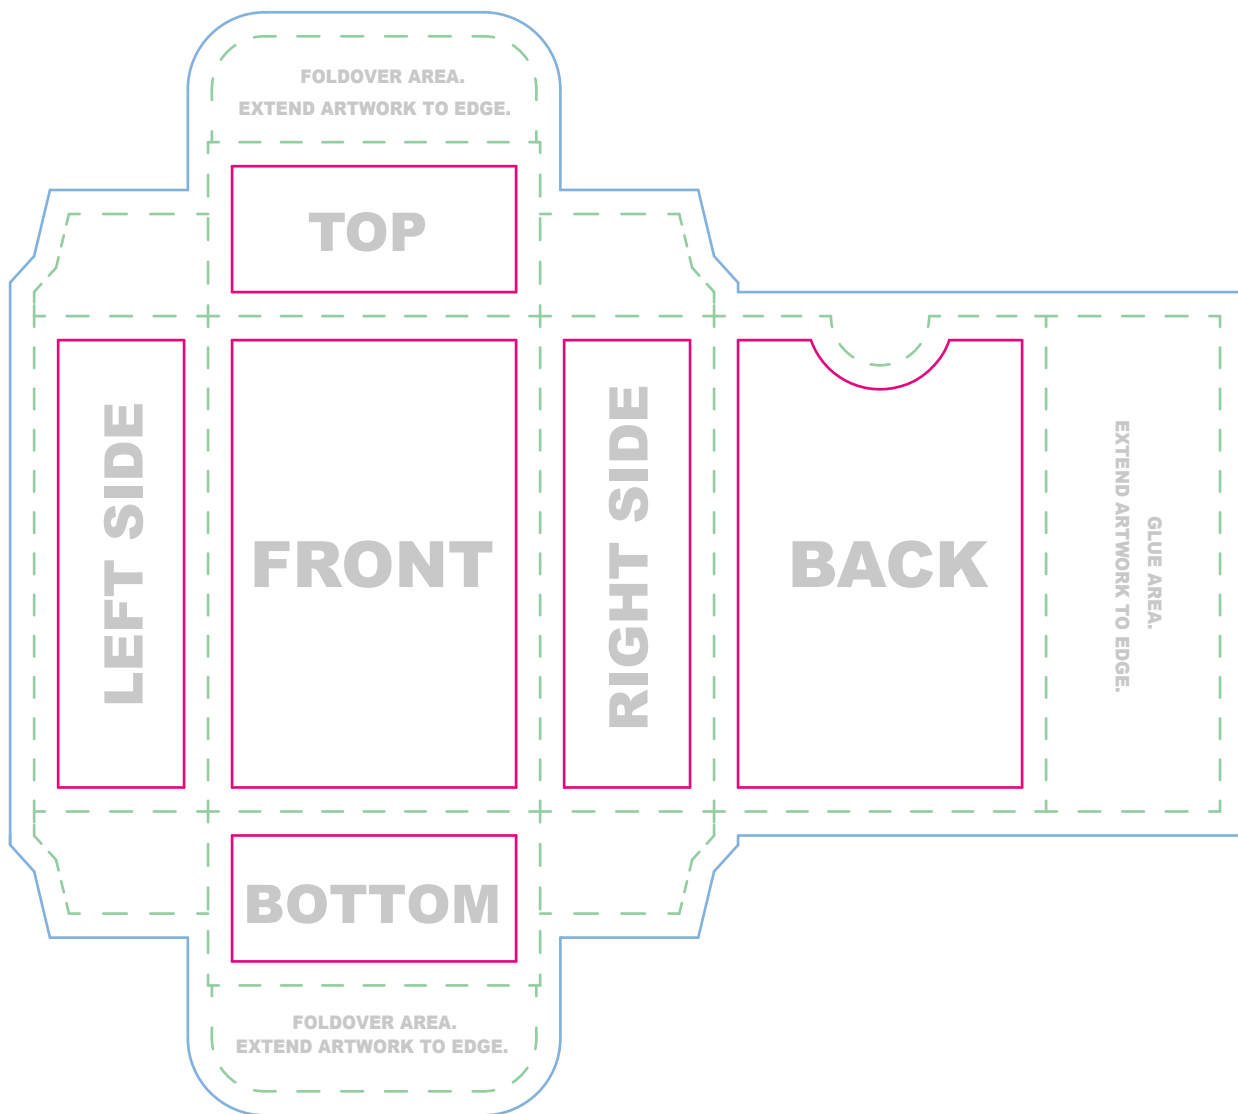 FOLDOVER AREA.
EXTEND ARTWORK TO EDGE.
TOP
LEFT SIDE
FRONT
RIGHT SIDE
BACK
GLUE AREA.
EXTEND ARTWORK TO EDGE.
BOTTOM
FOLDOVER AREA.
EXTEND ARTWORK TO EDGE.